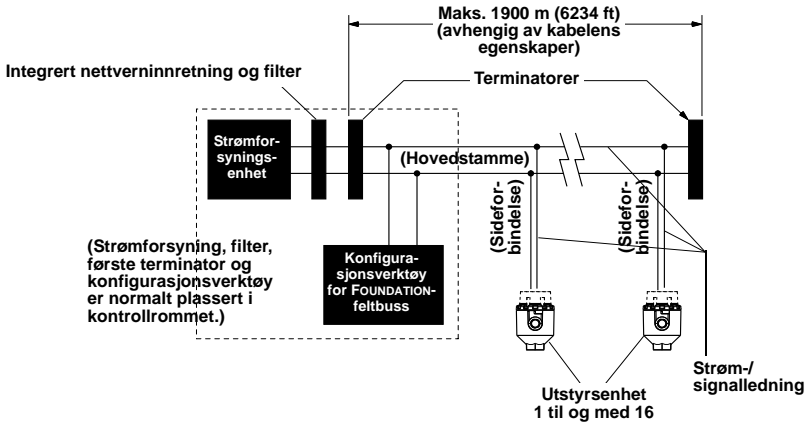 Maks. 1900 m (6234 ft)
(avhengig av kabelens
egenskaper)
Integrert nettverninnretning og filter
Terminatorer
Strømfor-
synings-
enhet
(Hovedstamme)
(Sidefor-
bindelse)
(Sidefor-
bindelse)
(Strømforsyning, filter,
første terminator og
konfigurasjonsverktøy
er normalt plassert i
kontrollrommet.)
Konfigura-
sjonsverktøy
for FOUNDATION-
feltbuss
Strøm-/
signalledning
Utstyrsenhet
1 til og med 16